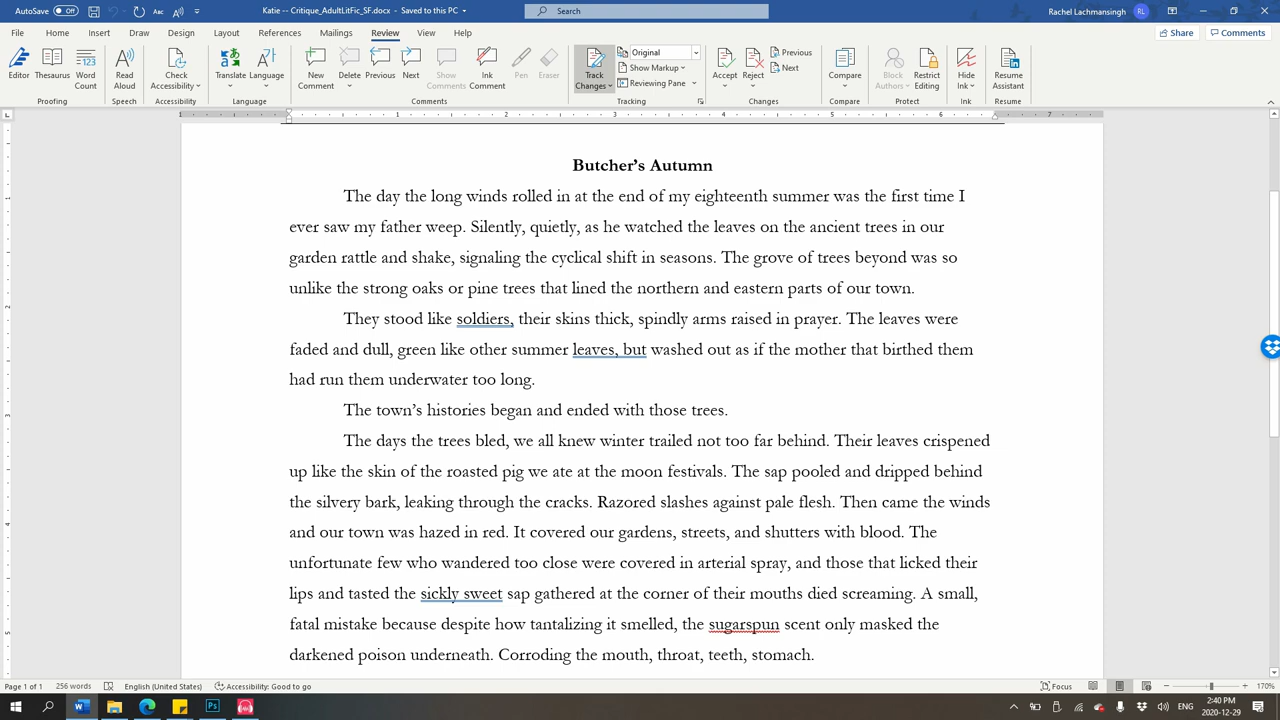 AutoSave Off Katie – Critique_AdultLitFic_SF.docx – Saved to this PC Search Rachel Lachmansingh RL
File Home Insert Draw Design Layout References Mailings Review View Help Share Comments
Editor Thesaurus Word Count Read Aloud Check Accessibility Translate Language New Comment Delete Previous Next Show Comments Ink Comment Pen Eraser Track Changes Original Show Markup Reviewing Pane Accept Reject Previous Next Compare Block Authors Restrict Editing Hide Ink Resume Assistant
Proofing Speech Accessibility Language Comments Tracking Changes Compare Protect Ink Resume
1 1 2 3 4 5 6 7
Butcher’s Autumn
The day the long winds rolled in at the end of my eighteenth summer was the first time I
ever saw my father weep. Silently, quietly, as he watched the leaves on the ancient trees in our
garden rattle and shake, signaling the cyclical shift in seasons. The grove of trees beyond was so
unlike the strong oaks or pine trees that lined the northern and eastern parts of our town.
They stood like soldiers, their skins thick, spindly arms raised in prayer. The leaves were
faded and dull, green like other summer leaves, but washed out as if the mother that birthed them
had run them underwater too long.
The town’s histories began and ended with those trees.
The days the trees bled, we all knew winter trailed not too far behind. Their leaves crispened
up like the skin of the roasted pig we ate at the moon festivals. The sap pooled and dripped behind
the silvery bark, leaking through the cracks. Razored slashes against pale flesh. Then came the winds
and our town was hazed in red. It covered our gardens, streets, and shutters with blood. The
unfortunate few who wandered too close were covered in arterial spray, and those that licked their
lips and tasted the sickly sweet sap gathered at the corner of their mouths died screaming. A small,
fatal mistake because despite how tantalizing it smelled, the sugarspun scent only masked the
darkened poison underneath. Corroding the mouth, throat, teeth, stomach.
Page 1 of 1 256 words English (United States) Accessibility: Good to go Focus 170%
ENG 2:40 PM
2020-12-29